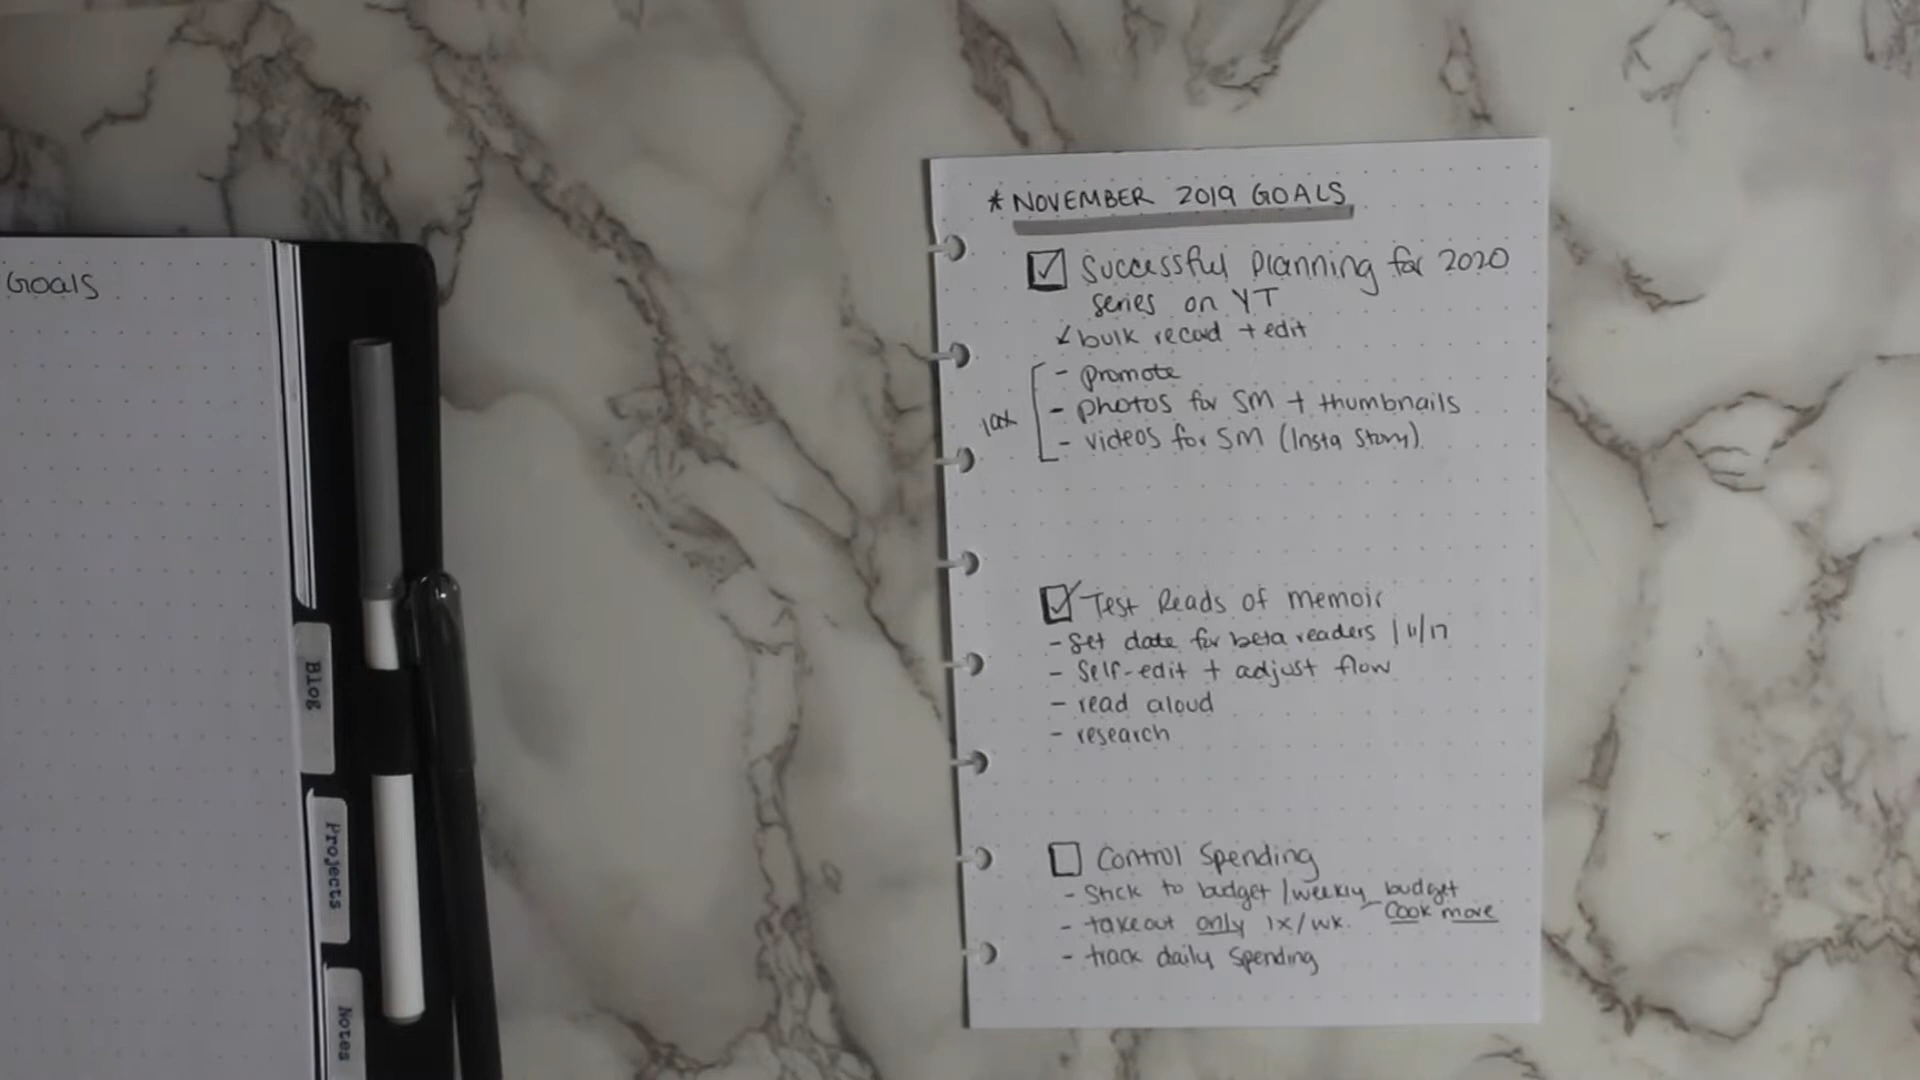 Goals
Blog
Projects
Notes
* NOVEMBER 2019 GOALS
Successful Planning for 2020
series on YT
✓ bulk record + edit
- promote
10x
- photos for SM + thumbnails
- videos for SM (Insta Story)
Test Reads of memoir
- Set date for beta readers | 11/17
- Self-edit + adjust flow
- read aloud
- research
Control Spending
- Stick to budget / weekly budget
- takeout only 1x/wk. - Cook more
- track daily spending